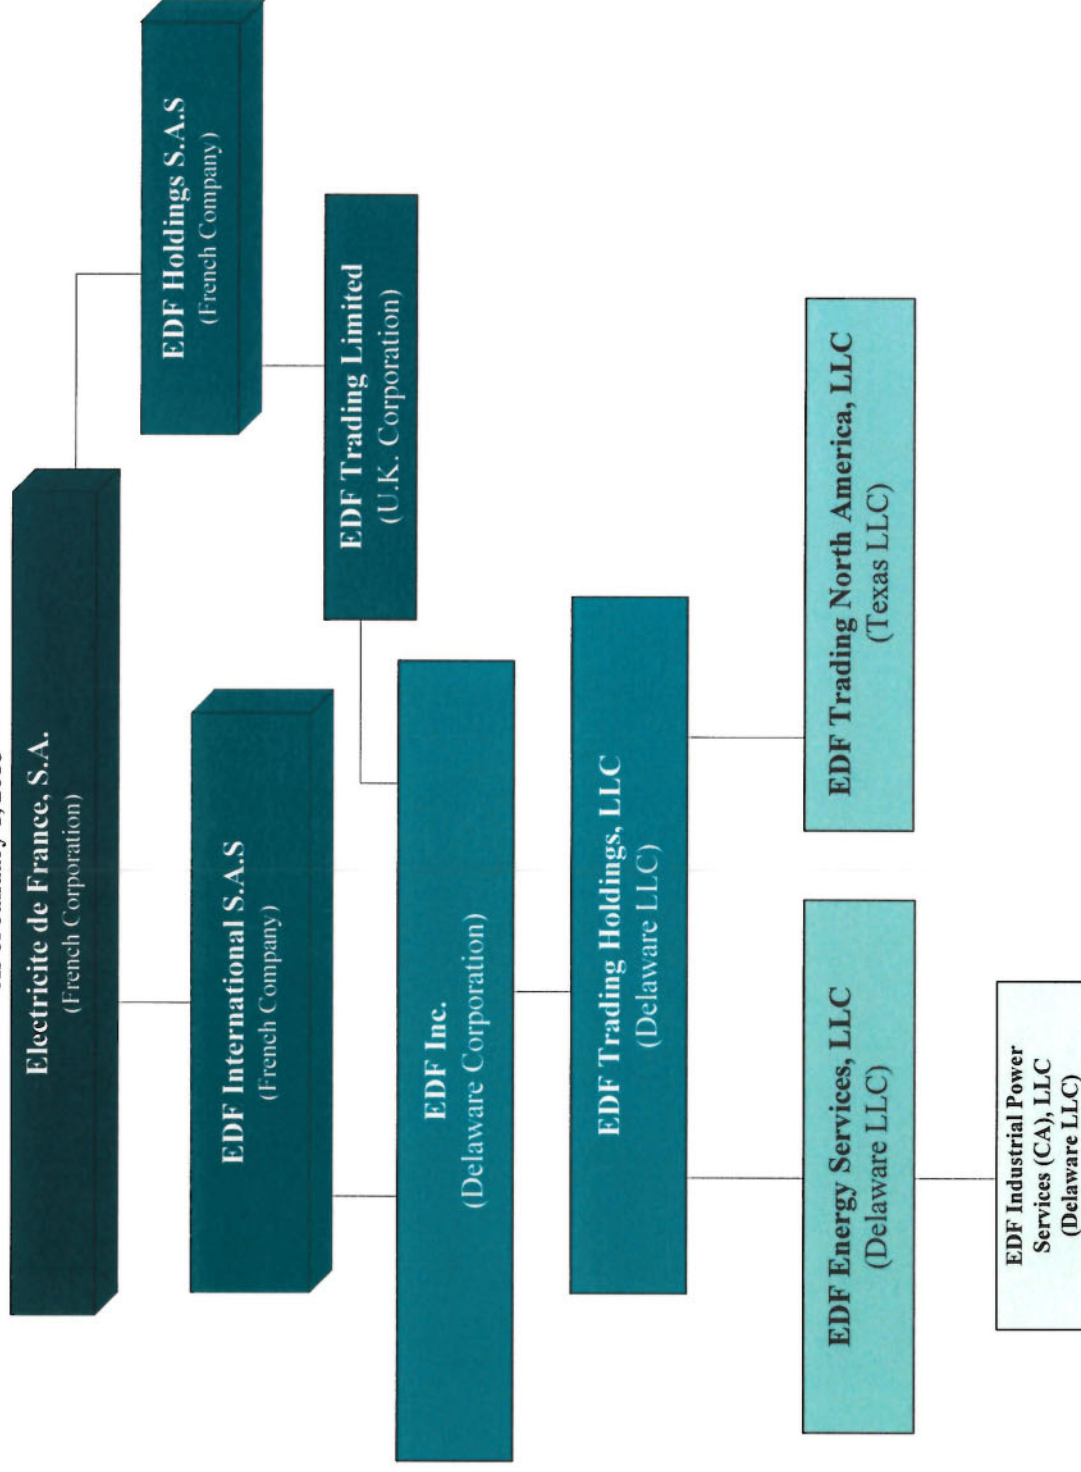 Electricite de France, S.A.
(French Corporation)
EDF Holdings S.A.S
(French Company)
EDF International S.A.S
(French Company)
EDF Trading Limited
(U.K. Corporation)
EDF Inc.
(Delaware Corporation)
EDF Trading Holdings, LLC
(Delaware LLC)
EDF Energy Services, LLC
(Delaware LLC)
EDF Trading North America, LLC
(Texas LLC)
EDF Industrial Power
Services (CA), LLC
(Delaware LLC)